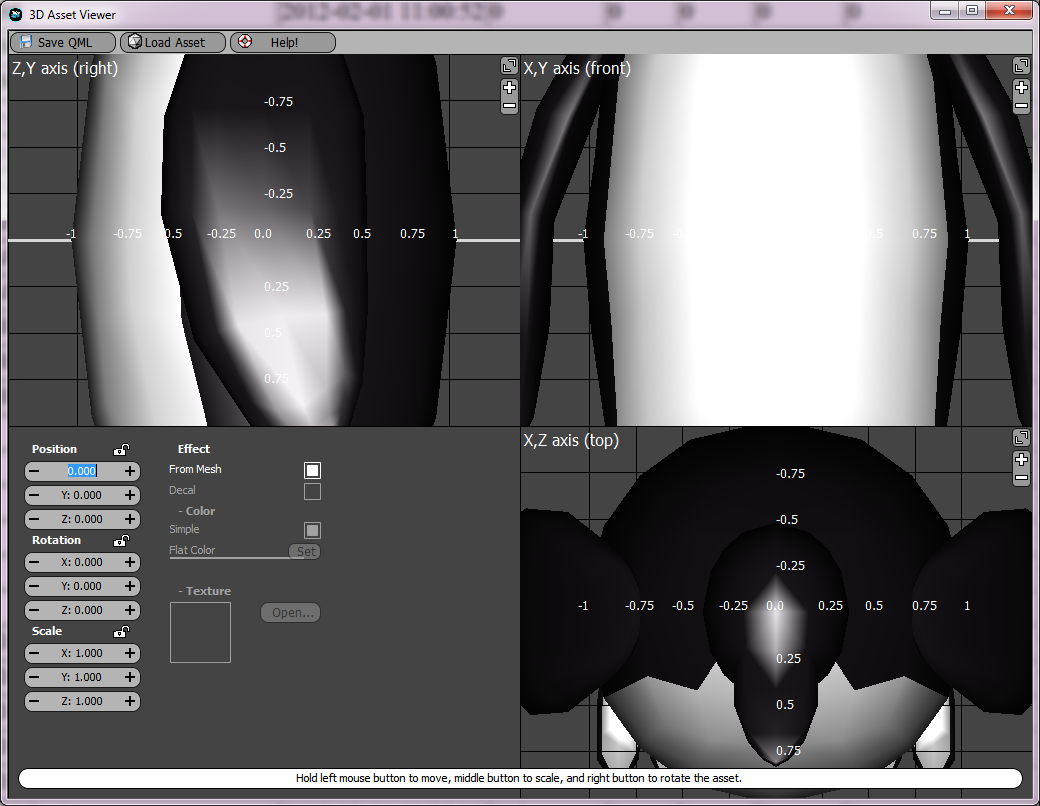 3D Asset Viewer
2012-02-01 11:00:52
Save QML Load Asset Help!
Z,Y axis (right)
-0.75
-0.5
-0.25
-1 -0.75 0.5 -0.25 0.0 0.25 0.5 0.75 1
0.25
0.5
0.75
X,Y axis (front)
-1 -0.75 0.5 0.75 1
Position
0.000
Y: 0.000
Z: 0.000
Rotation
X: 0.000
Y: 0.000
Z: 0.000
Scale
X: 1.000
Y: 1.000
Z: 1.000
Effect
From Mesh
Decal
- Color
Simple
Flat Color Set
- Texture
Open...
X,Z axis (top)
-0.75
-0.5
-0.25
-1 -0.75 -0.5 -0.25 0.0 0.25 0.5 0.75 1
0.25
0.5
0.75
Hold left mouse button to move, middle button to scale, and right button to rotate the asset.